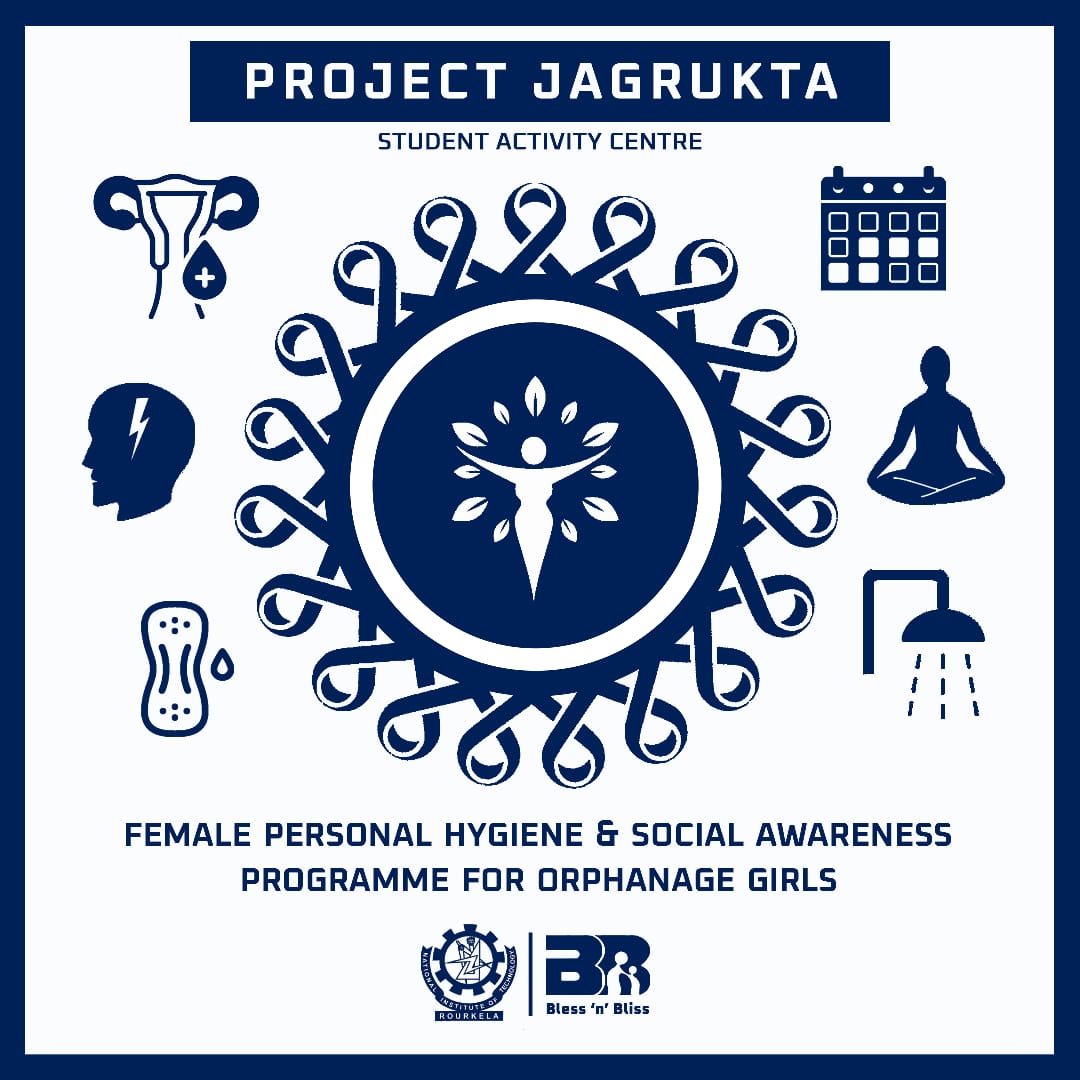 PROJECT JAGRUKTA
STUDENT ACTIVITY CENTRE
FEMALE PERSONAL HYGIENE & SOCIAL AWARENESS
PROGRAMME FOR ORPHANAGE GIRLS
NATIONAL INSTITUTE OF TECHNOLOGY
ROURKELA
BB
Bless 'n' Bliss